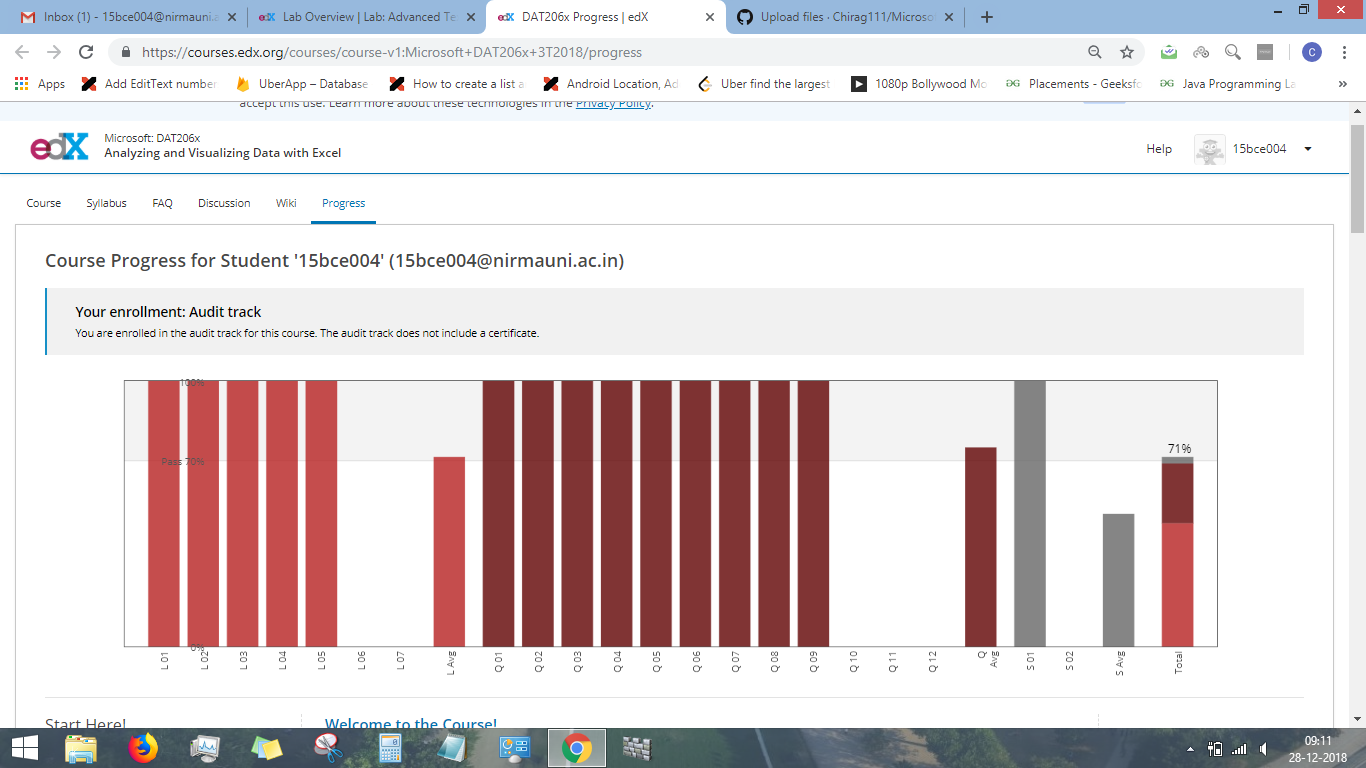 Inbox (1) - 15bce004@nirmauni.a
Lab Overview | Lab: Advanced Te
DAT206x Progress | edX
Upload files · Chirag111/Microso
https://courses.edx.org/courses/course-v1:Microsoft+DAT206x+3T2018/progress
C
Apps
Add EditText number
UberApp – Database
How to create a list a
Android Location, Ad
Uber find the largest
1080p Bollywood Mo
Placements - Geeksfo
Java Programming La
»
accept this use. Learn more about these technologies in the Privacy Policy.
edX
Microsoft: DAT206x
Analyzing and Visualizing Data with Excel
Help
15bce004
Course Syllabus FAQ Discussion Wiki Progress
Course Progress for Student '15bce004' (15bce004@nirmauni.ac.in)
Your enrollment: Audit track
You are enrolled in the audit track for this course. The audit track does not include a certificate.
100%
Pass 70%
0%
71%
L 01
L 02
L 03
L 04
L 05
L 06
L 07
L Avg
Q 01
Q 02
Q 03
Q 04
Q 05
Q 06
Q 07
Q 08
Q 09
Q 10
Q 11
Q 12
Q
Avg
S 01
S 02
S Avg
Total
Start Here!
Welcome to the Course!
09:11
28-12-2018